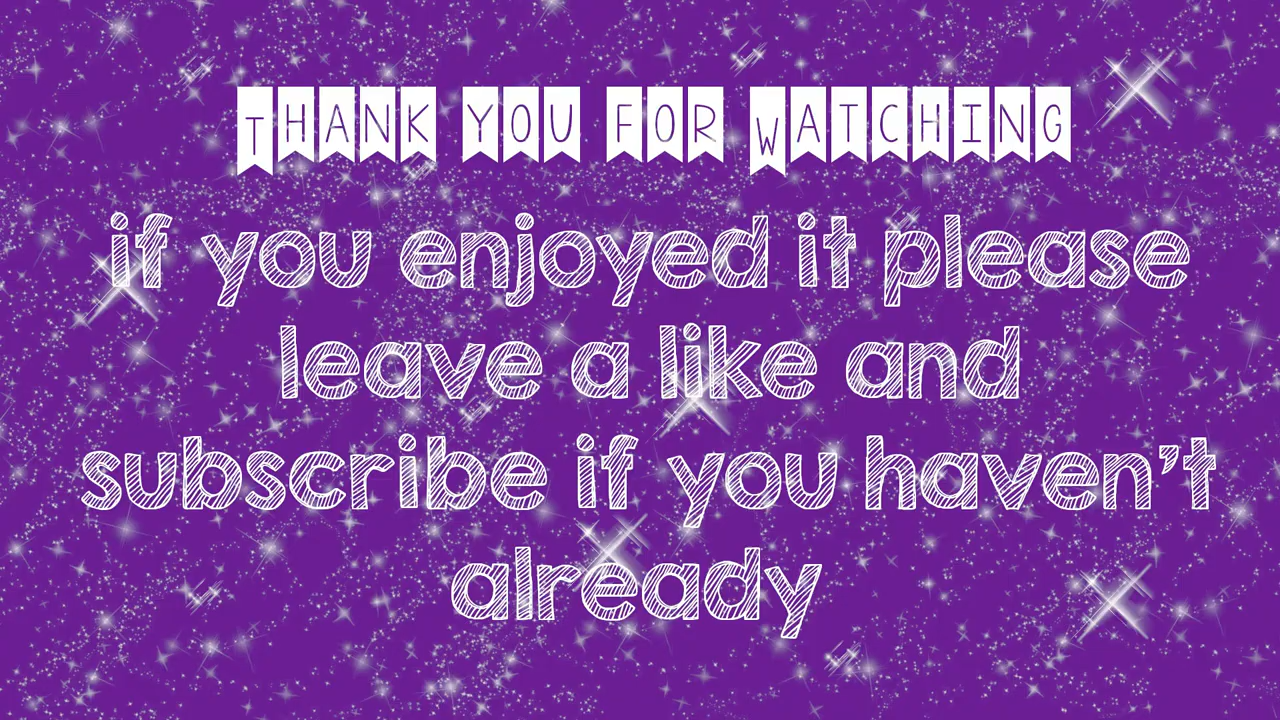 THANK YOU FOR WATCHING
if you enjoyed it please
leave a like and
subscribe if you haven't
already